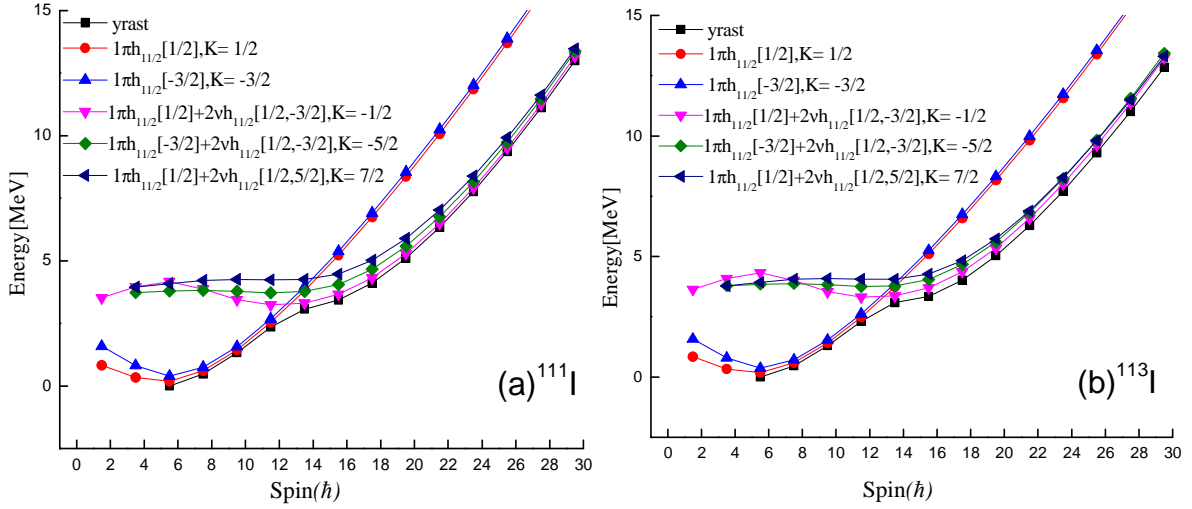 15
10
5
0
Energy[MeV]
yrast
1πh11/2[1/2],K= 1/2
1πh11/2[-3/2],K= -3/2
1πh11/2[1/2]+2νh11/2[1/2,-3/2],K= -1/2
1πh11/2[-3/2]+2νh11/2[1/2,-3/2],K= -5/2
1πh11/2[1/2]+2νh11/2[1/2,5/2],K= 7/2
(a)111I
0 2 4 6 8 10 12 14 16 18 20 22 24 26 28 30
Spin(ħ)
15
10
5
0
Energy[MeV]
yrast
1πh11/2[1/2],K= 1/2
1πh11/2[-3/2],K= -3/2
1πh11/2[1/2]+2νh11/2[1/2,-3/2],K= -1/2
1πh11/2[-3/2]+2νh11/2[1/2,-3/2],K= -5/2
1πh11/2[1/2]+2νh11/2[1/2,5/2],K= 7/2
(b)113I
0 2 4 6 8 10 12 14 16 18 20 22 24 26 28 30
Spin(ħ)